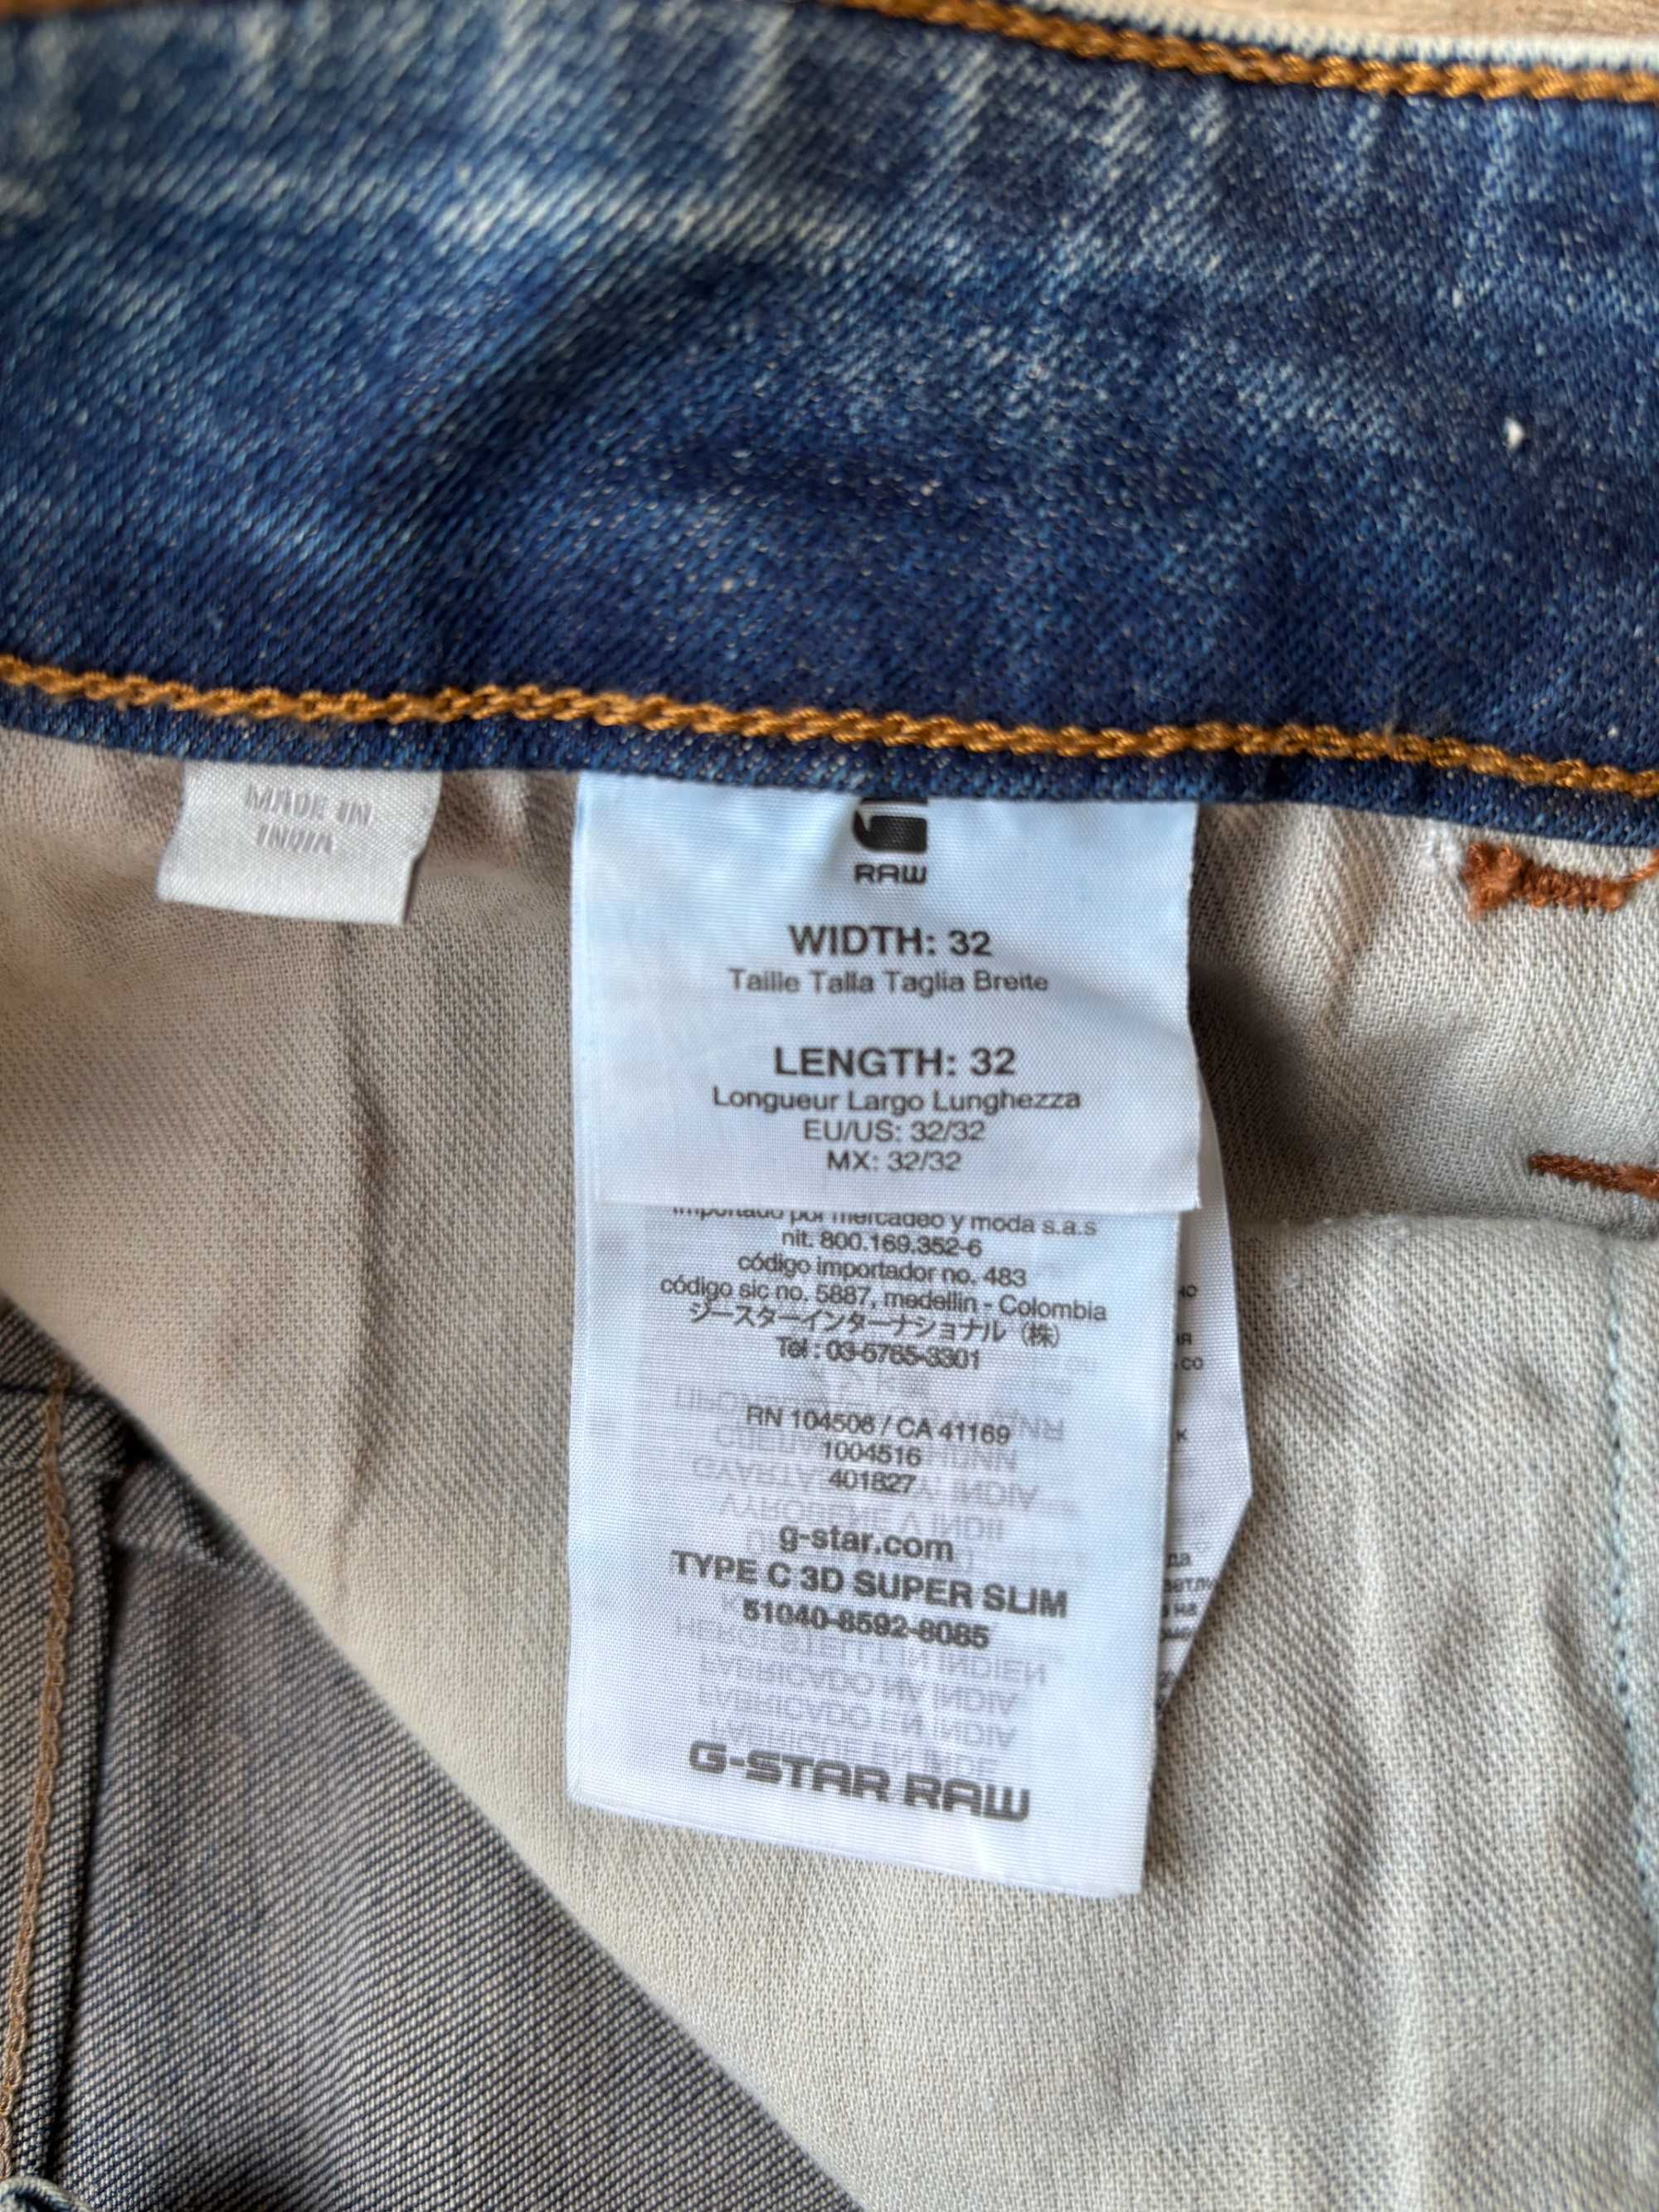 MADE IN
INDIA
RAW
WIDTH: 32
Taille Talla Taglia Breite
LENGTH: 32
Longueur Largo Lunghezza
EU/US: 32/32
MX: 32/32
importado por mercadeo y moda s.a.s
nit. 800.169.352-6
código importador no. 483
código sic no. 5887, medellin - Colombia
ジースターインターナショナル（株）
Tel : 03-5765-3301
RN 104506 / CA 41169
1004516
401827
g-star.com
TYPE C 3D SUPER SLIM
51040-8592-8085
G-STAR RAW